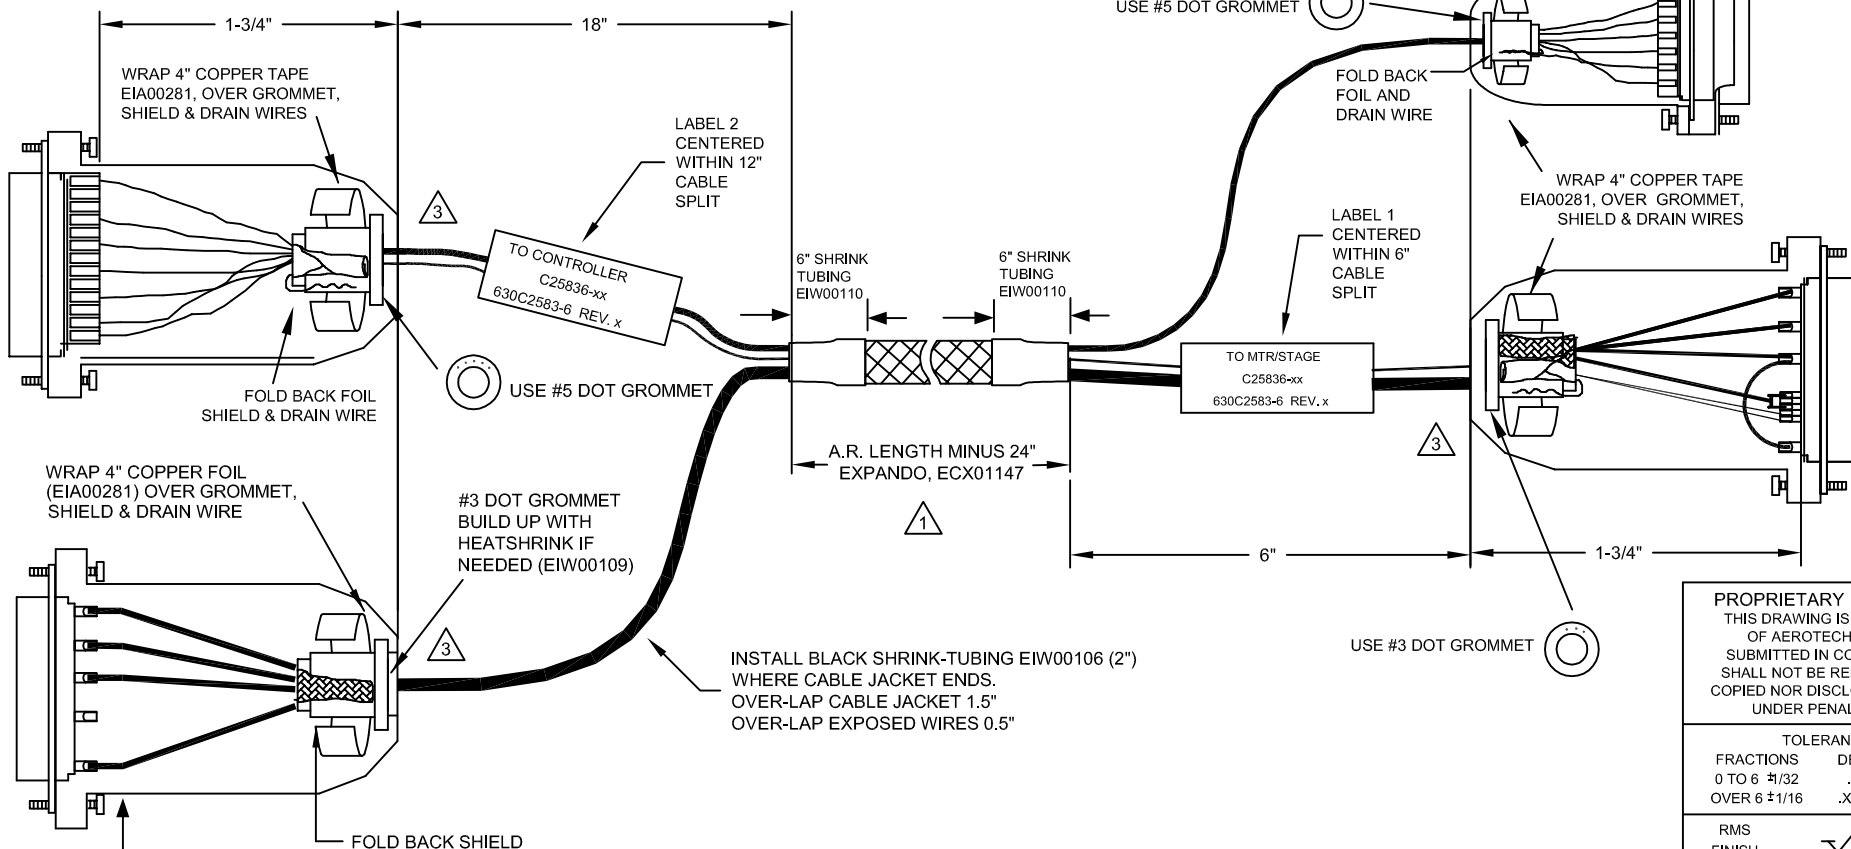 1-3/4"
18"
USE #5 DOT GROMMET
WRAP 4" COPPER TAPE
EIA00281, OVER GROMMET,
SHIELD & DRAIN WIRES
LABEL 2
CENTERED
WITHIN 12"
CABLE
SPLIT
FOLD BACK
FOIL AND
DRAIN WIRE
WRAP 4" COPPER TAPE
EIA00281, OVER GROMMET,
SHIELD & DRAIN WIRES
3
LABEL 1
CENTERED
WITHIN 6"
CABLE
SPLIT
TO CONTROLLER
C25836-xx
630C2583-6 REV. x
6" SHRINK
TUBING
EIW00110
6" SHRINK
TUBING
EIW00110
TO MTR/STAGE
C25836-xx
630C2583-6 REV. x
USE #5 DOT GROMMET
FOLD BACK FOIL
SHIELD & DRAIN WIRE
3
A.R. LENGTH MINUS 24"
EXPANDO, ECX01147
1
WRAP 4" COPPER FOIL
(EIA00281) OVER GROMMET,
SHIELD & DRAIN WIRE
#3 DOT GROMMET
BUILD UP WITH
HEATSHRINK IF
NEEDED (EIW00109)
6"
1-3/4"
3
USE #3 DOT GROMMET
INSTALL BLACK SHRINK-TUBING EIW00106 (2")
WHERE CABLE JACKET ENDS.
OVER-LAP CABLE JACKET 1.5"
OVER-LAP EXPOSED WIRES 0.5"
FOLD BACK SHIELD
PROPRIETARY
THIS DRAWING IS
OF AEROTECH
SUBMITTED IN CO
SHALL NOT BE RE
COPIED NOR DISCL
UNDER PENAL
TOLERAN
FRACTIONS DE
0 TO 6 ±1/32 .
OVER 6 ±1/16 .X
RMS
FINISH